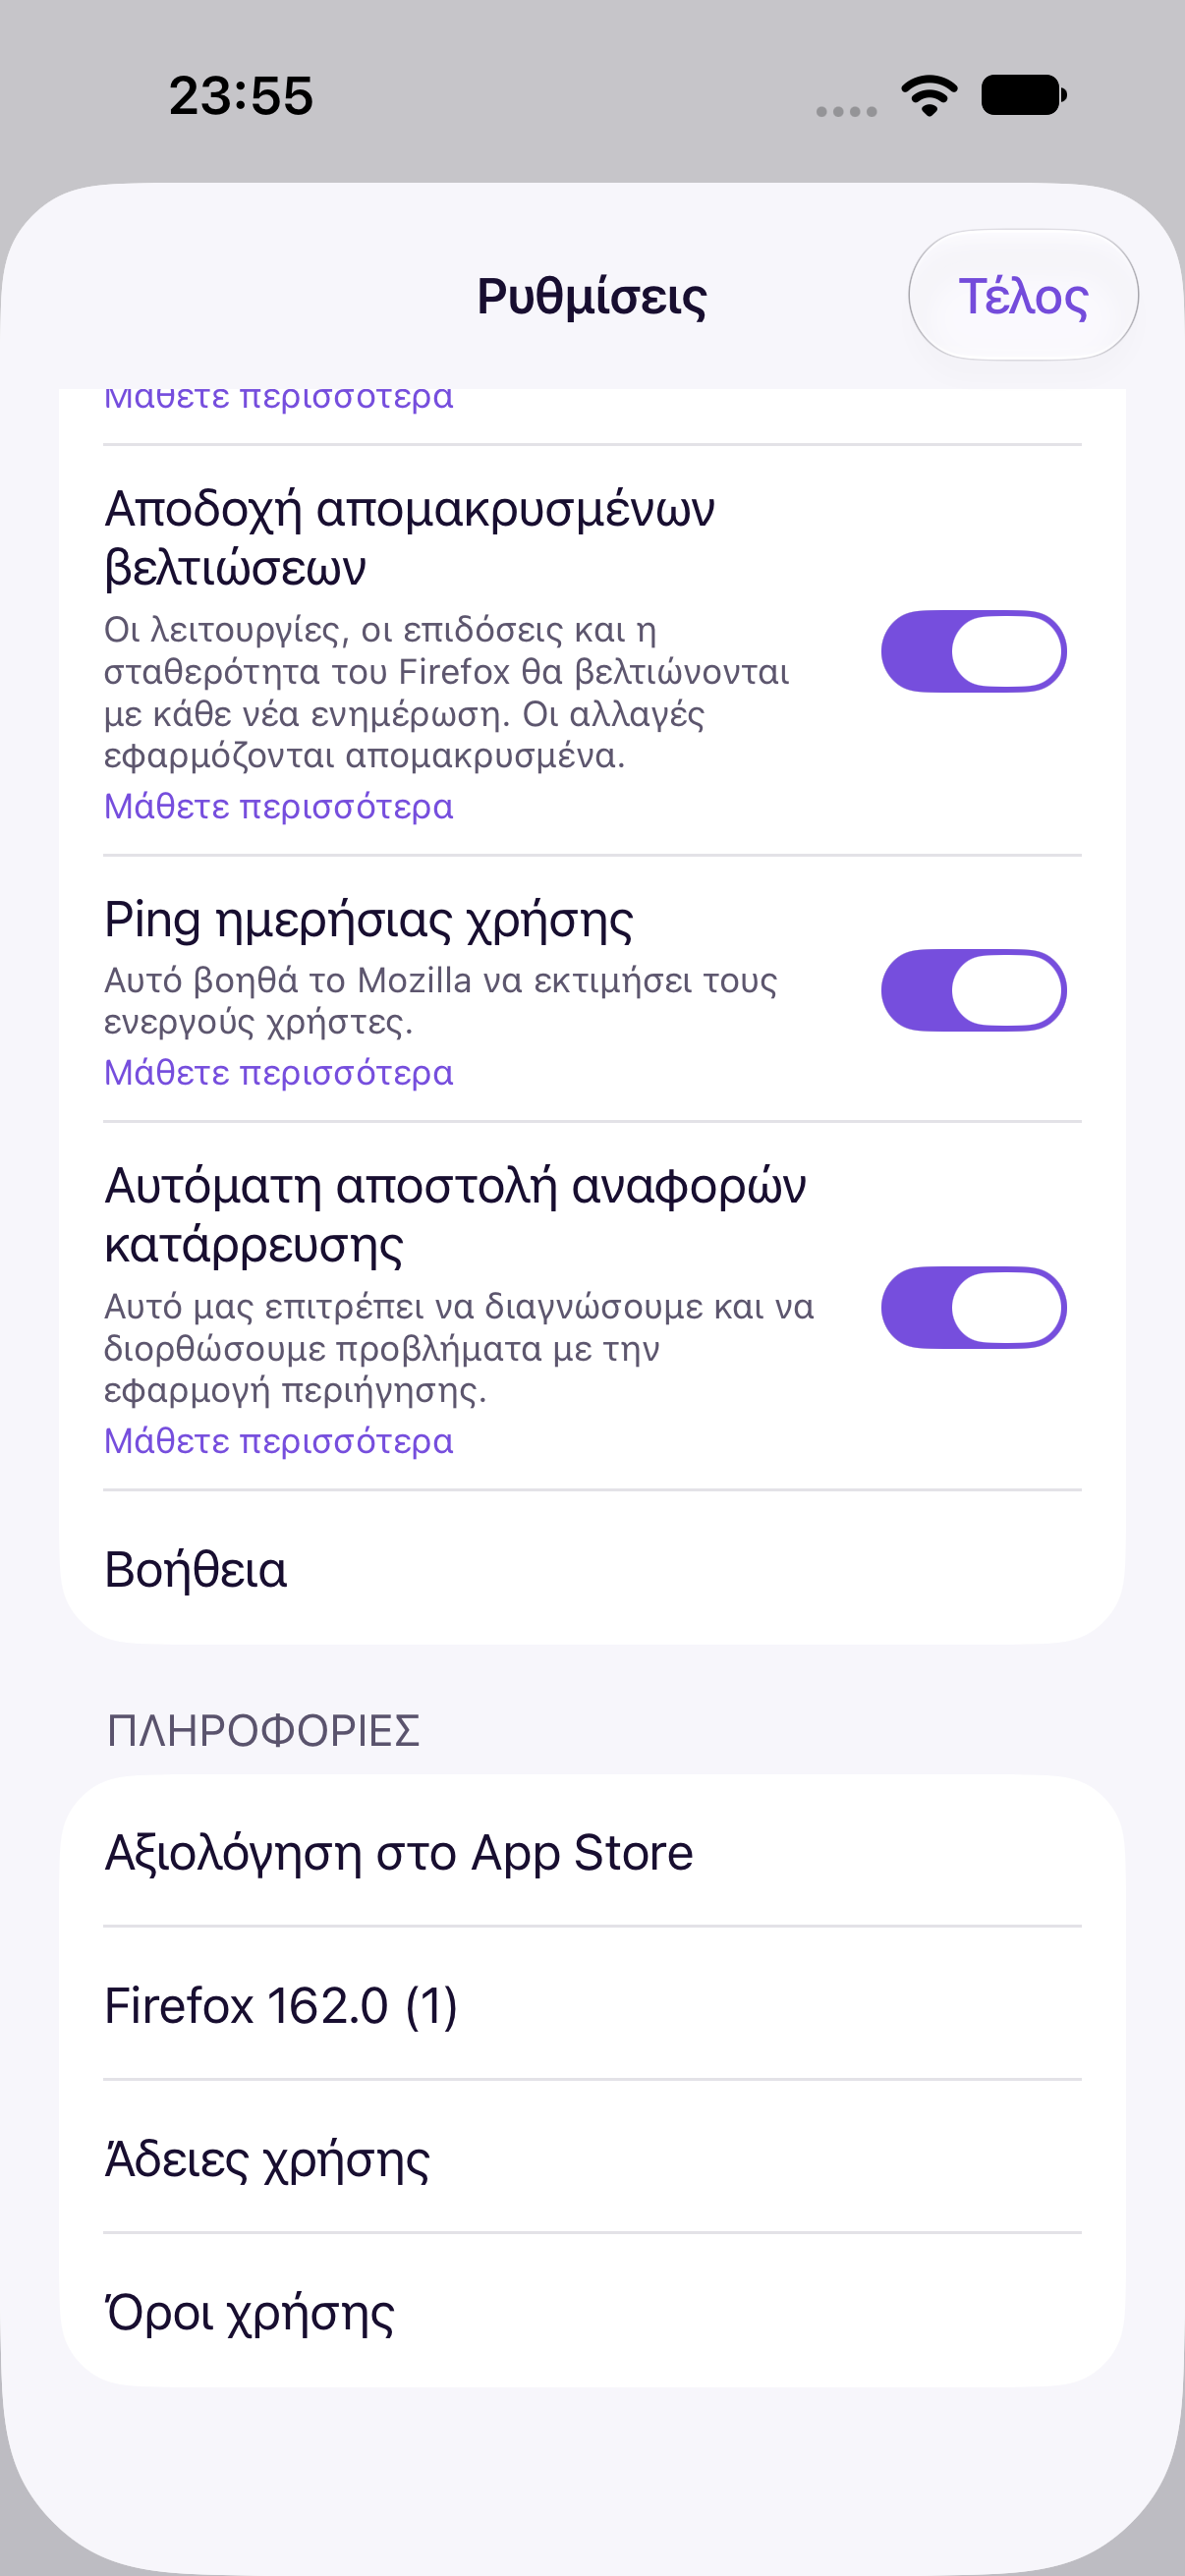 23:55
Ρυθμίσεις
Τέλος
Μάθετε περισσότερα
Αποδοχή απομακρυσμένων
βελτιώσεων
Οι λειτουργίες, οι επιδόσεις και η
σταθερότητα του Firefox θα βελτιώνονται
με κάθε νέα ενημέρωση. Οι αλλαγές
εφαρμόζονται απομακρυσμένα.
Μάθετε περισσότερα
Ping ημερήσιας χρήσης
Αυτό βοηθά το Mozilla να εκτιμήσει τους
ενεργούς χρήστες.
Μάθετε περισσότερα
Αυτόματη αποστολή αναφορών
κατάρρευσης
Αυτό μας επιτρέπει να διαγνώσουμε και να
διορθώσουμε προβλήματα με την
εφαρμογή περιήγησης.
Μάθετε περισσότερα
Βοήθεια
ΠΛΗΡΟΦΟΡΙΕΣ
Αξιολόγηση στο App Store
Firefox 162.0 (1)
Άδειες χρήσης
Όροι χρήσης